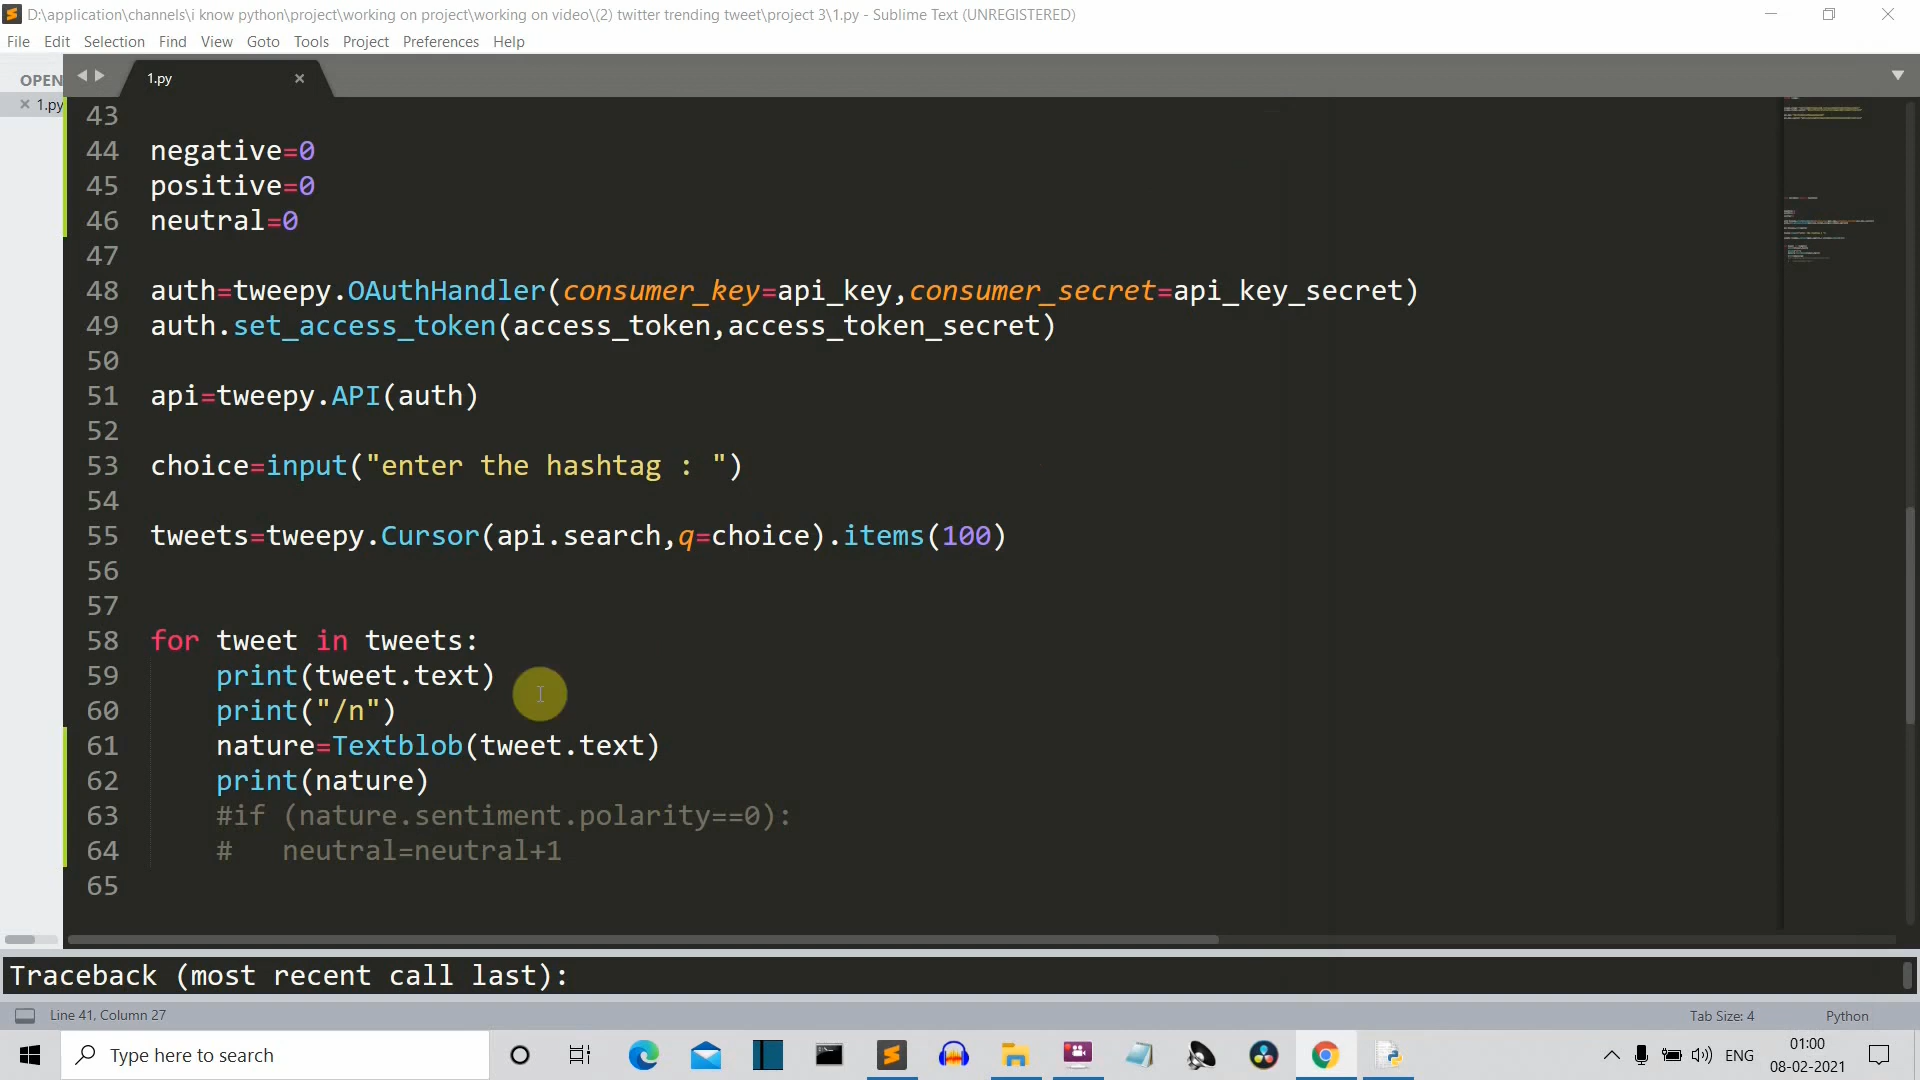 D:\application\channels\i know python\project\working on project\working on video\(2) twitter trending tweet\project 3\1.py - Sublime Text (UNREGISTERED)
File Edit Selection Find View Goto Tools Project Preferences Help
OPEN
1.py
1.py
43
44 negative=0
45 positive=0
46 neutral=0
47
48 auth=tweepy.OAuthHandler(consumer_key=api_key,consumer_secret=api_key_secret)
49 auth.set_access_token(access_token,access_token_secret)
50
51 api=tweepy.API(auth)
52
53 choice=input("enter the hashtag : ")
54
55 tweets=tweepy.Cursor(api.search,q=choice).items(100)
56
57
58 for tweet in tweets:
59 print(tweet.text)
60 print("/n")
61 nature=Textblob(tweet.text)
62 print(nature)
63 #if (nature.sentiment.polarity==0):
64 # neutral=neutral+1
65
Traceback (most recent call last):
Line 41, Column 27 Tab Size: 4 Python
Type here to search
ENG
01:00
08-02-2021